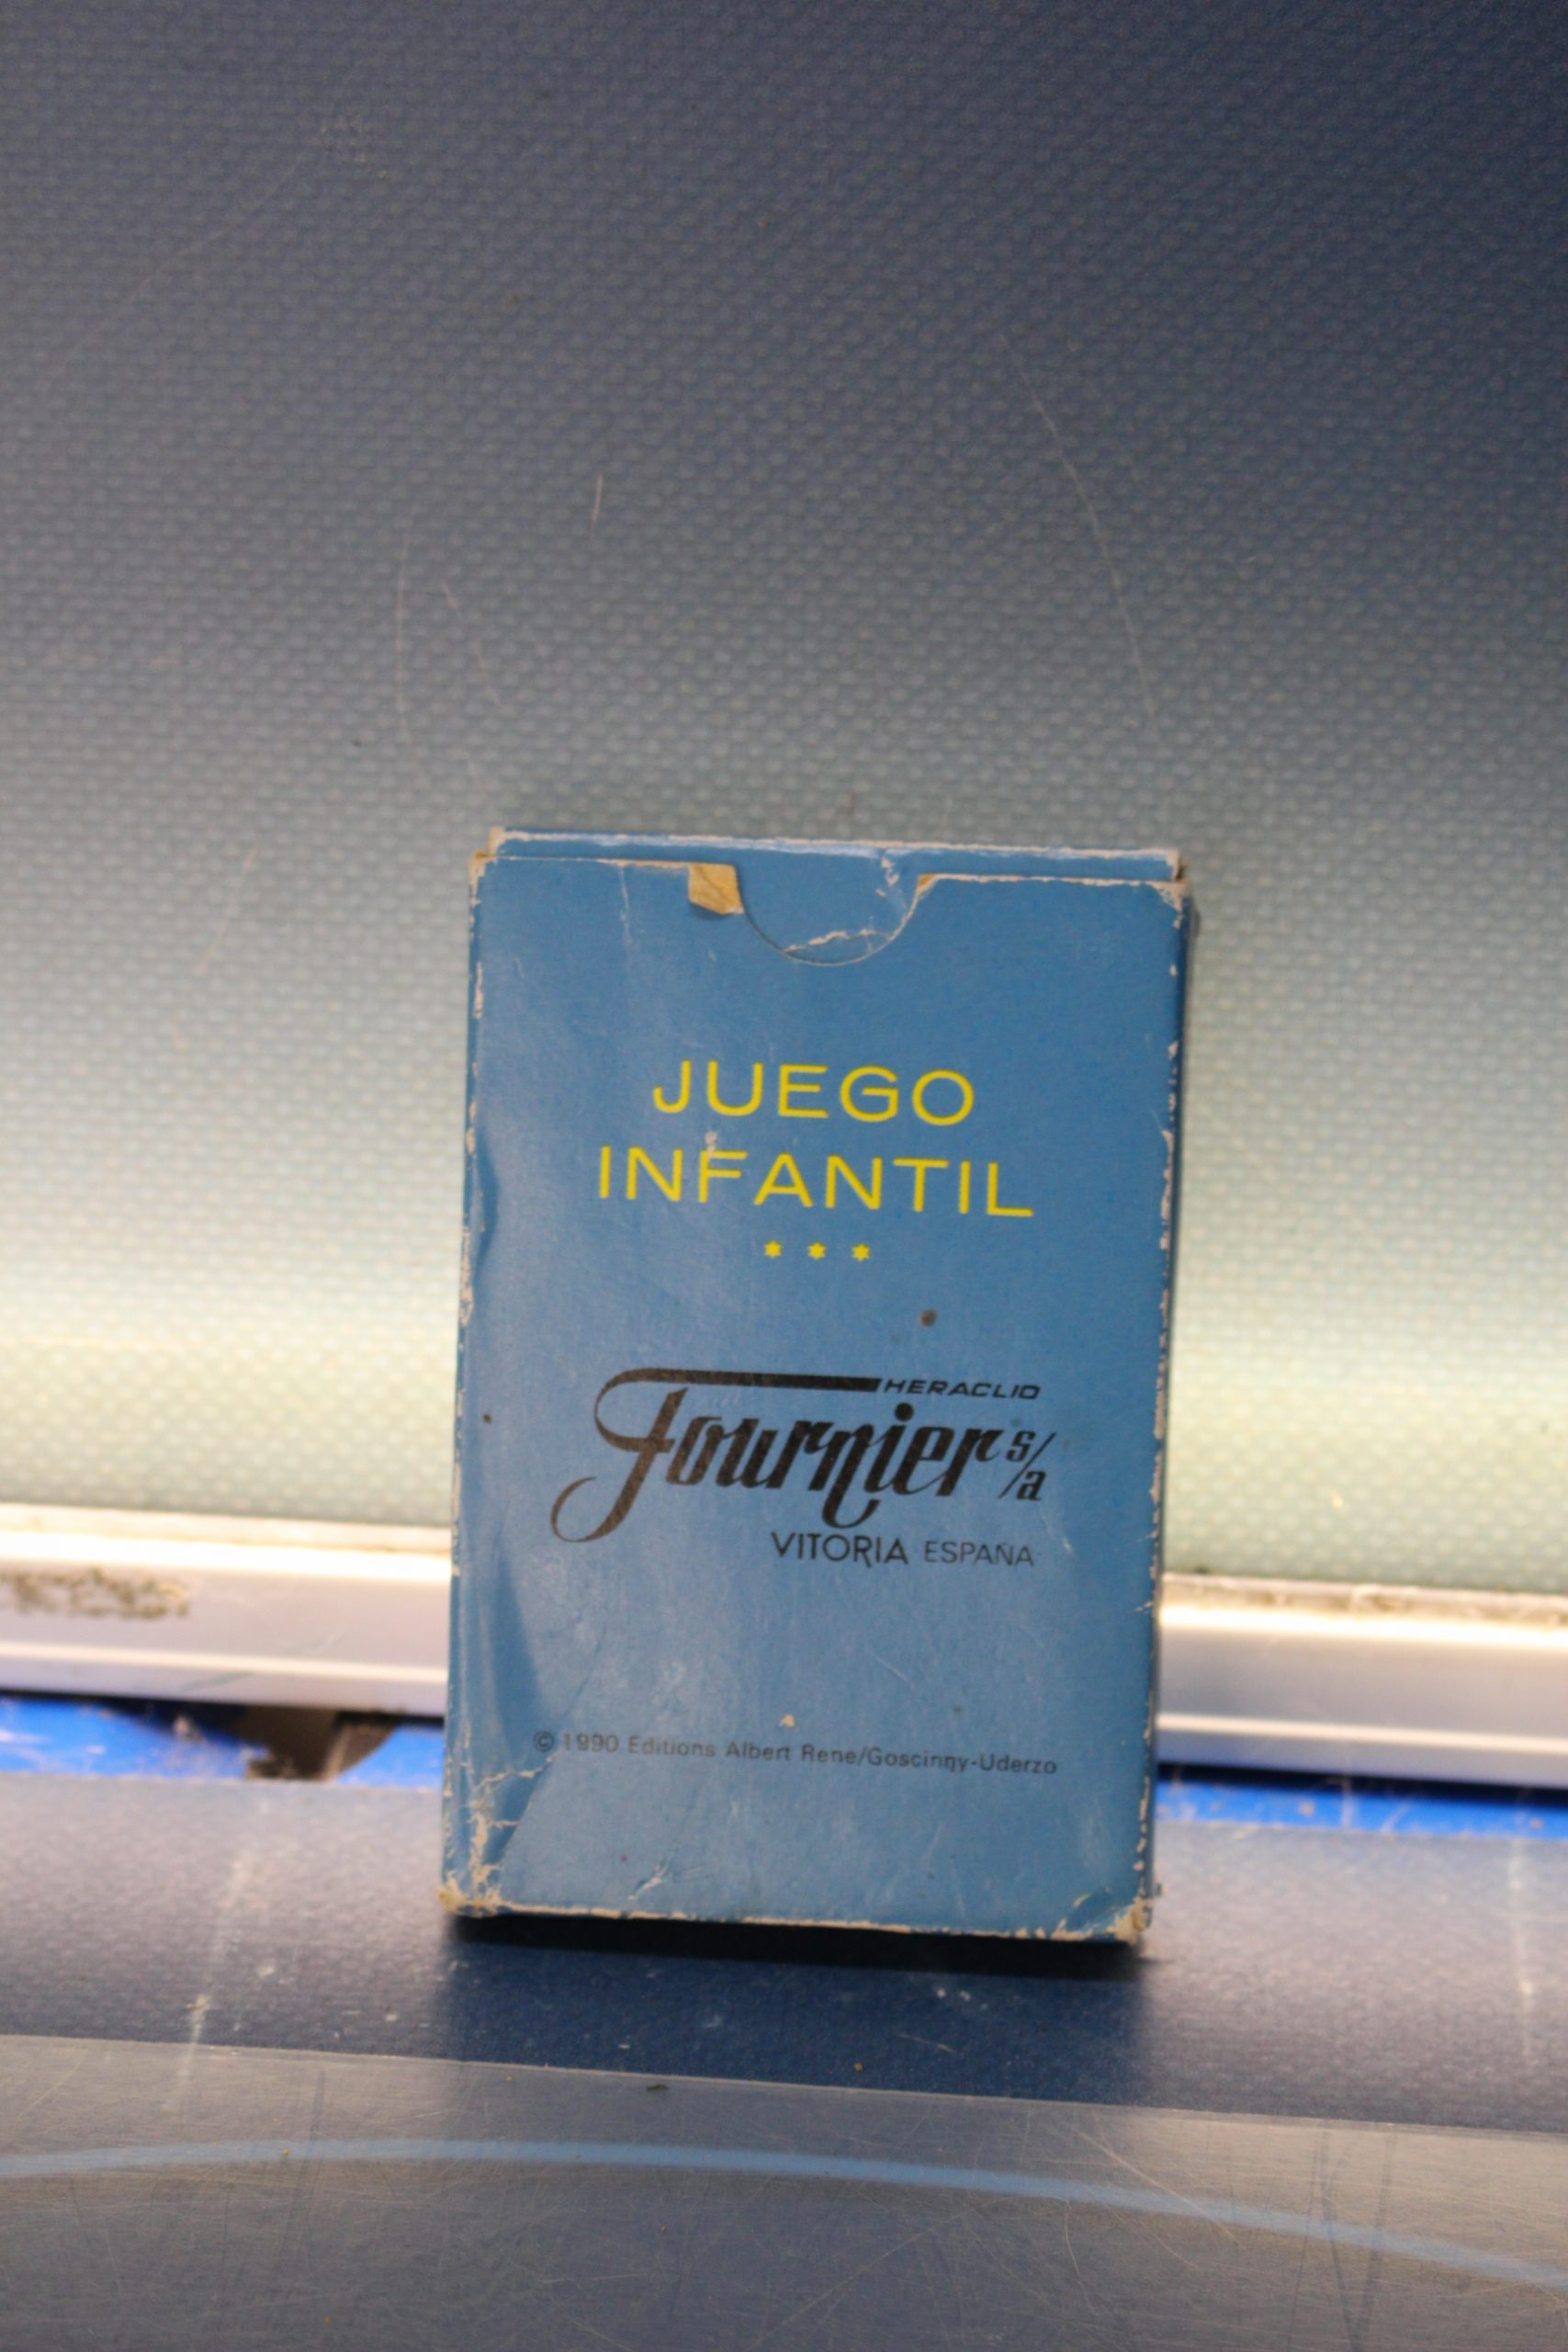 JUEGO
INFANTIL
* * *
HERACLIO
Fournier s/a
VITORIA ESPAÑA
© 1990 Editions Albert Rene/Goscinny-Uderzo